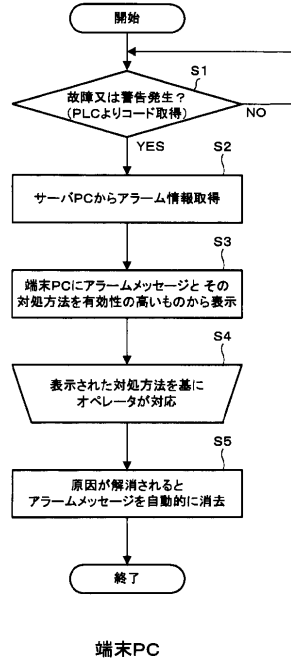 開始
S1
故障又は警告発生？
(PLCよりコード取得)
NO
YES
S2
サーバPCからアラーム情報取得
S3
端末PCにアラームメッセージと その
対処方法を有効性の高いものから表示
S4
表示された対処方法を基に
オペレータが対応
S5
原因が解消されると
アラームメッセージを自動的に消去
終了
端末PC